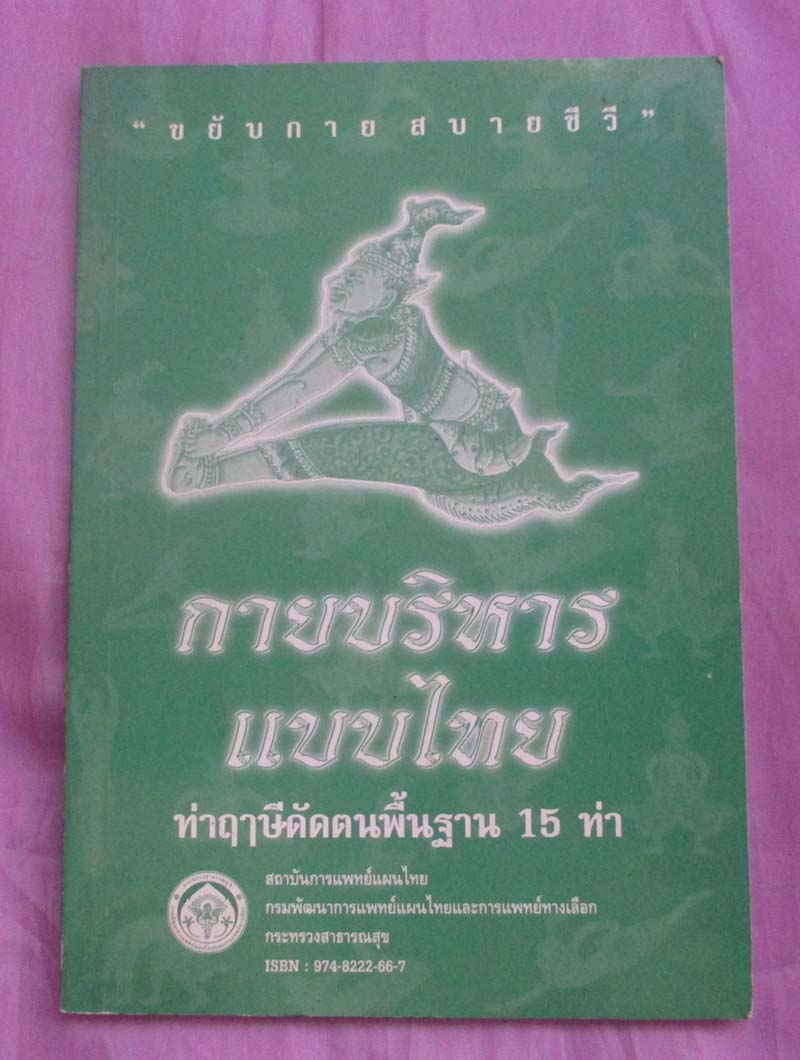 “ ขยับกาย สบายชีวี ”
กายบริหาร
แบบไทย
ท่าฤๅษีดัดตนพื้นฐาน 15 ท่า
สถาบันการแพทย์แผนไทย
กรมพัฒนาการแพทย์แผนไทยและการแพทย์ทางเลือก
กระทรวงสาธารณสุข
ISBN : 974-8222-66-7